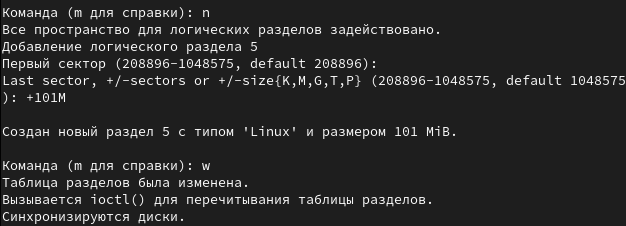 Команда (m для справки): n
Все пространство для логических разделов задействовано.
Добавление логического раздела 5
Первый сектор (208896-1048575, default 208896):
Last sector, +/-sectors or +/-size{K,M,G,T,P} (208896-1048575, default 1048575
): +101M
Создан новый раздел 5 с типом 'Linux' и размером 101 MiB.
Команда (m для справки): w
Таблица разделов была изменена.
Вызывается ioctl() для перечитывания таблицы разделов.
Синхронизируются диски.